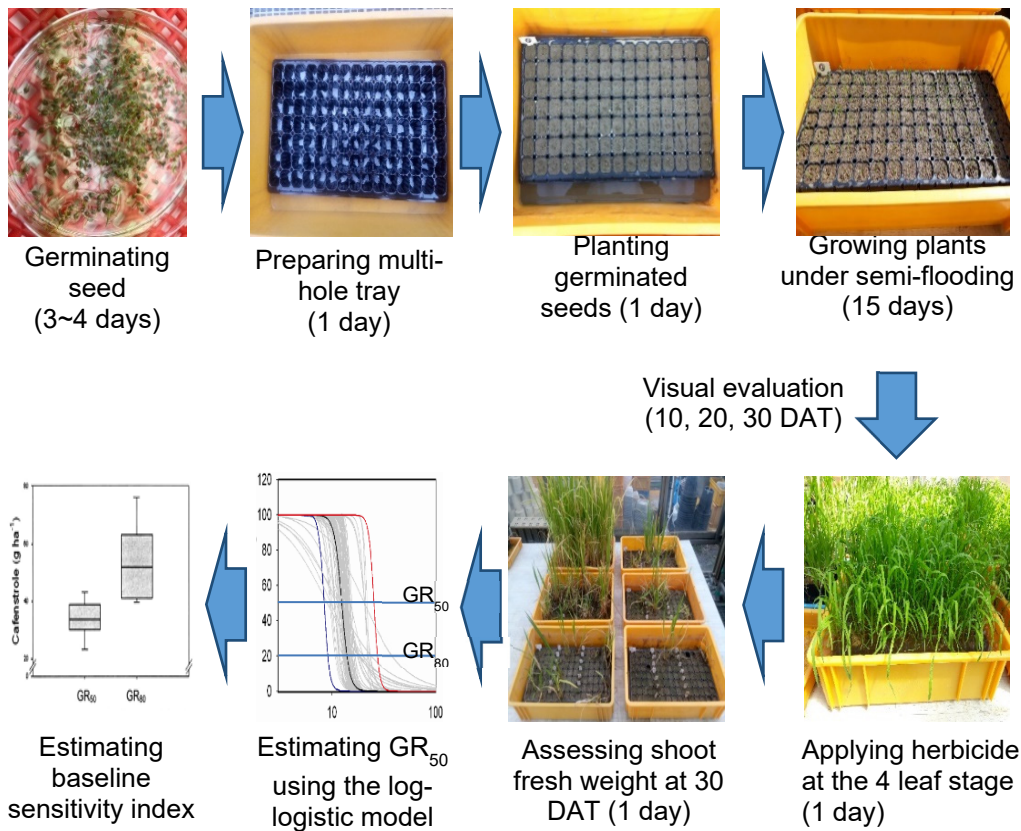 Germinating
seed
(3~4 days)
Preparing multi-
hole tray
(1 day)
Planting
germinated
seeds (1 day)
Growing plants
under semi-flooding
(15 days)
Visual evaluation
(10, 20, 30 DAT)
Cafenstrole (g ha⁻¹)
GR₅₀
GR₈₀
120
100
80
60
40
20
0
10
100
GR₅₀
GR₈₀
Estimating
baseline
sensitivity index
Estimating GR₅₀
using the log-
logistic model
Assessing shoot
fresh weight at 30
DAT (1 day)
Applying herbicide
at the 4 leaf stage
(1 day)